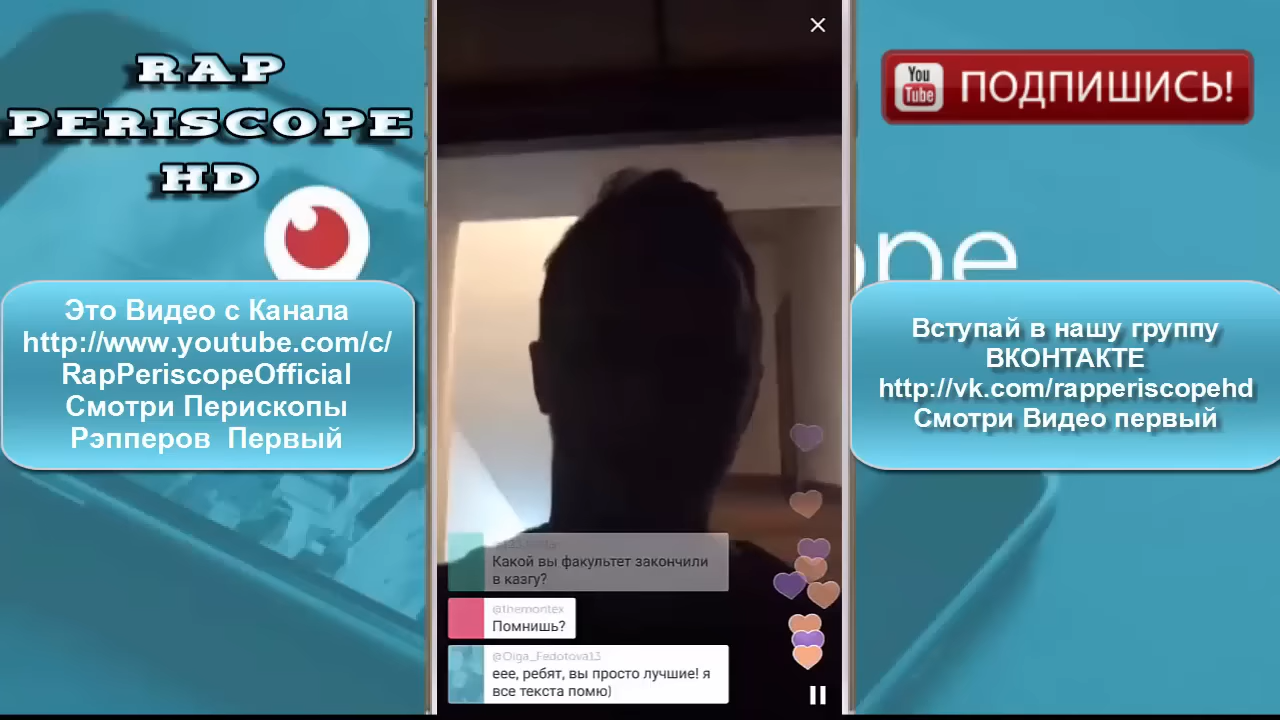 RAP
PERISCOPE
HD
Это Видео с Канала
http://www.youtube.com/c/
RapPeriscopeOfficial
Смотри Перископы
Рэпперов Первый
Какой вы факультет закончили
в казгу?
@themontex
Помнишь?
@Olga_Fedotova13
еее, ребят, вы просто лучшие! я
все текста помю)
You
Tube
ПОДПИШИСЬ!
ope
Вступай в нашу группу
ВКОНТАКТЕ
http://vk.com/rapperiscopehd
Смотри Видео первый